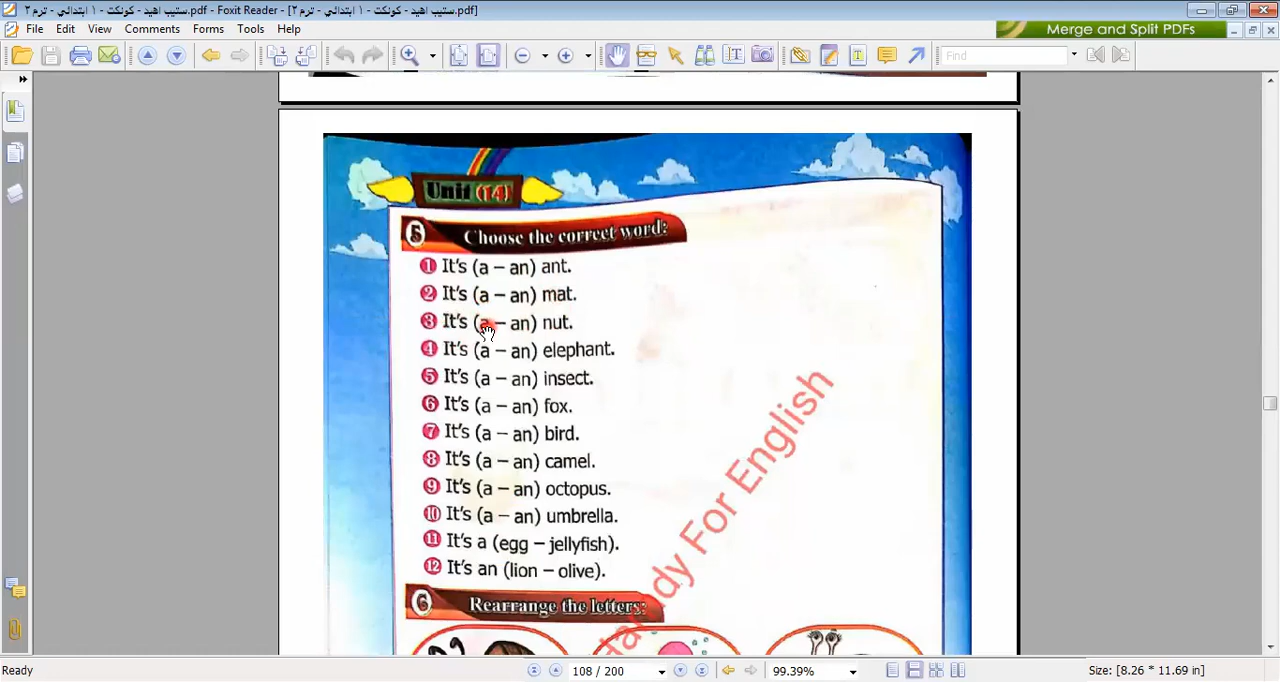 ستيب اهيد - كونكت - ١ ابتدائي - ترم ٢.pdf - Foxit Reader - [ستيب اهيد - كونكت - ١ ابتدائي - ترم ٢.pdf]
File Edit View Comments Forms Tools Help
Merge and Split PDFs
Find
Unit (14)
5 Choose the correct word:
1 It's (a – an) ant.
2 It's (a – an) mat.
3 It's (a – an) nut.
4 It's (a – an) elephant.
5 It's (a – an) insect.
6 It's (a – an) fox.
7 It's (a – an) bird.
8 It's (a – an) camel.
9 It's (a – an) octopus.
10 It's (a – an) umbrella.
11 It's a (egg – jellyfish).
12 It's an (lion – olive).
For English
6 Rearrange the letters:
Ready 108 / 200 99.39% Size: [8.26 * 11.69 in]